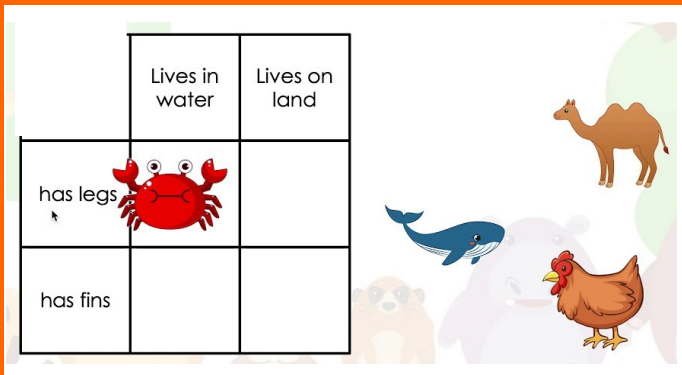 Lives in
water
Lives on
land
has legs
has fins